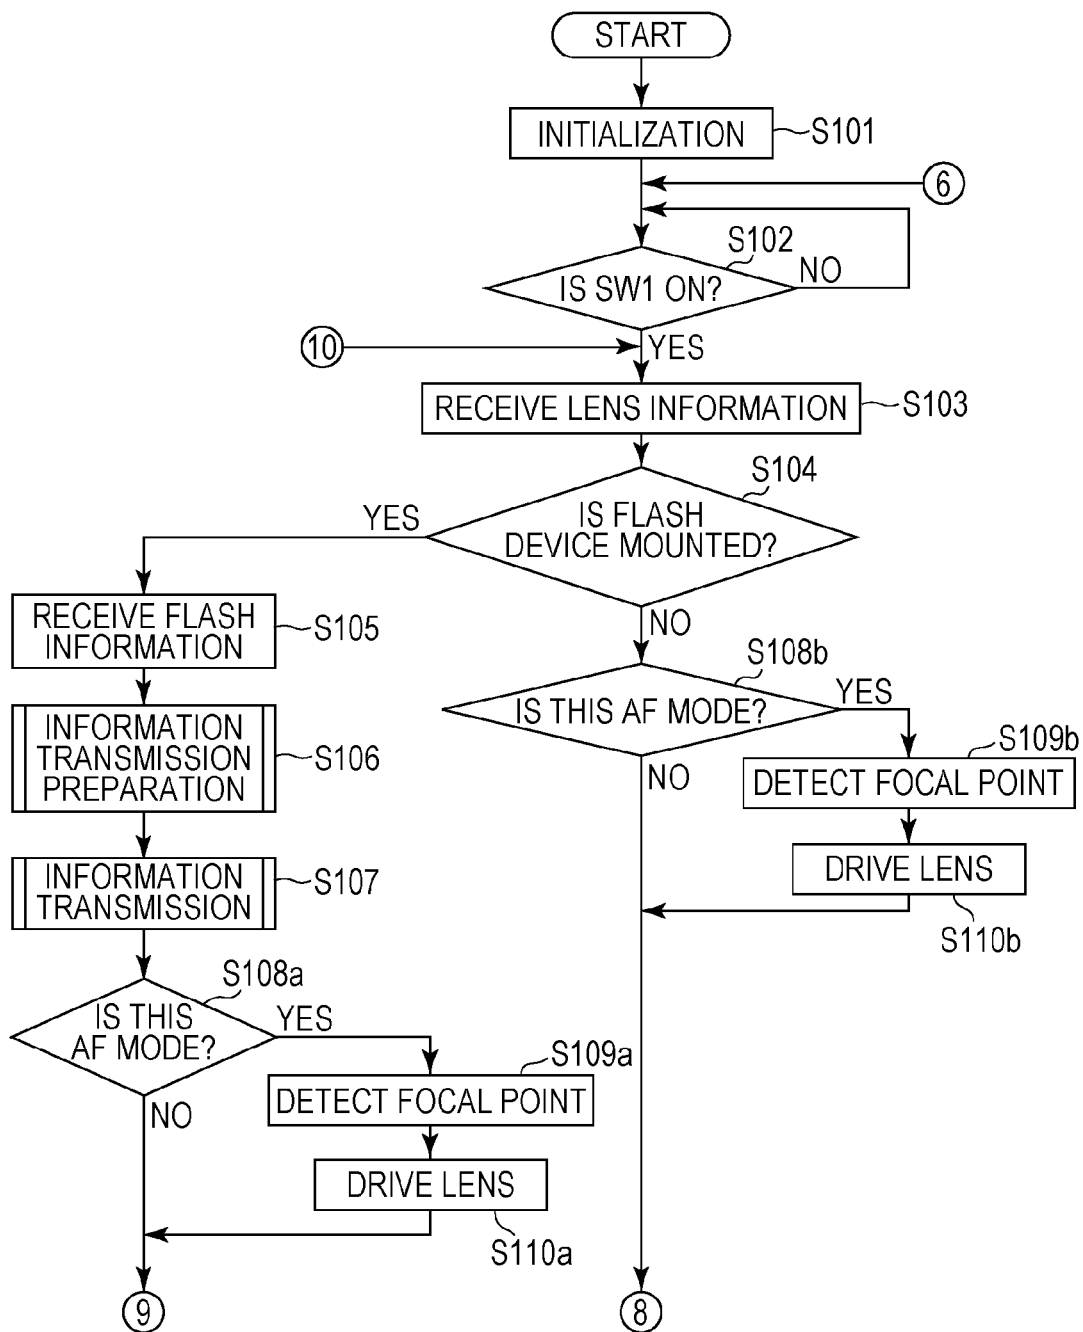 START
INITIALIZATION
S101
6
S102
IS SW1 ON?
NO
10
YES
RECEIVE LENS INFORMATION
S103
S104
IS FLASH
DEVICE MOUNTED?
YES
NO
RECEIVE FLASH
INFORMATION
S105
S108b
IS THIS AF MODE?
YES
NO
INFORMATION
TRANSMISSION
PREPARATION
S106
S109b
DETECT FOCAL POINT
DRIVE LENS
S110b
INFORMATION
TRANSMISSION
S107
S108a
IS THIS
AF MODE?
YES
NO
S109a
DETECT FOCAL POINT
DRIVE LENS
S110a
9
8